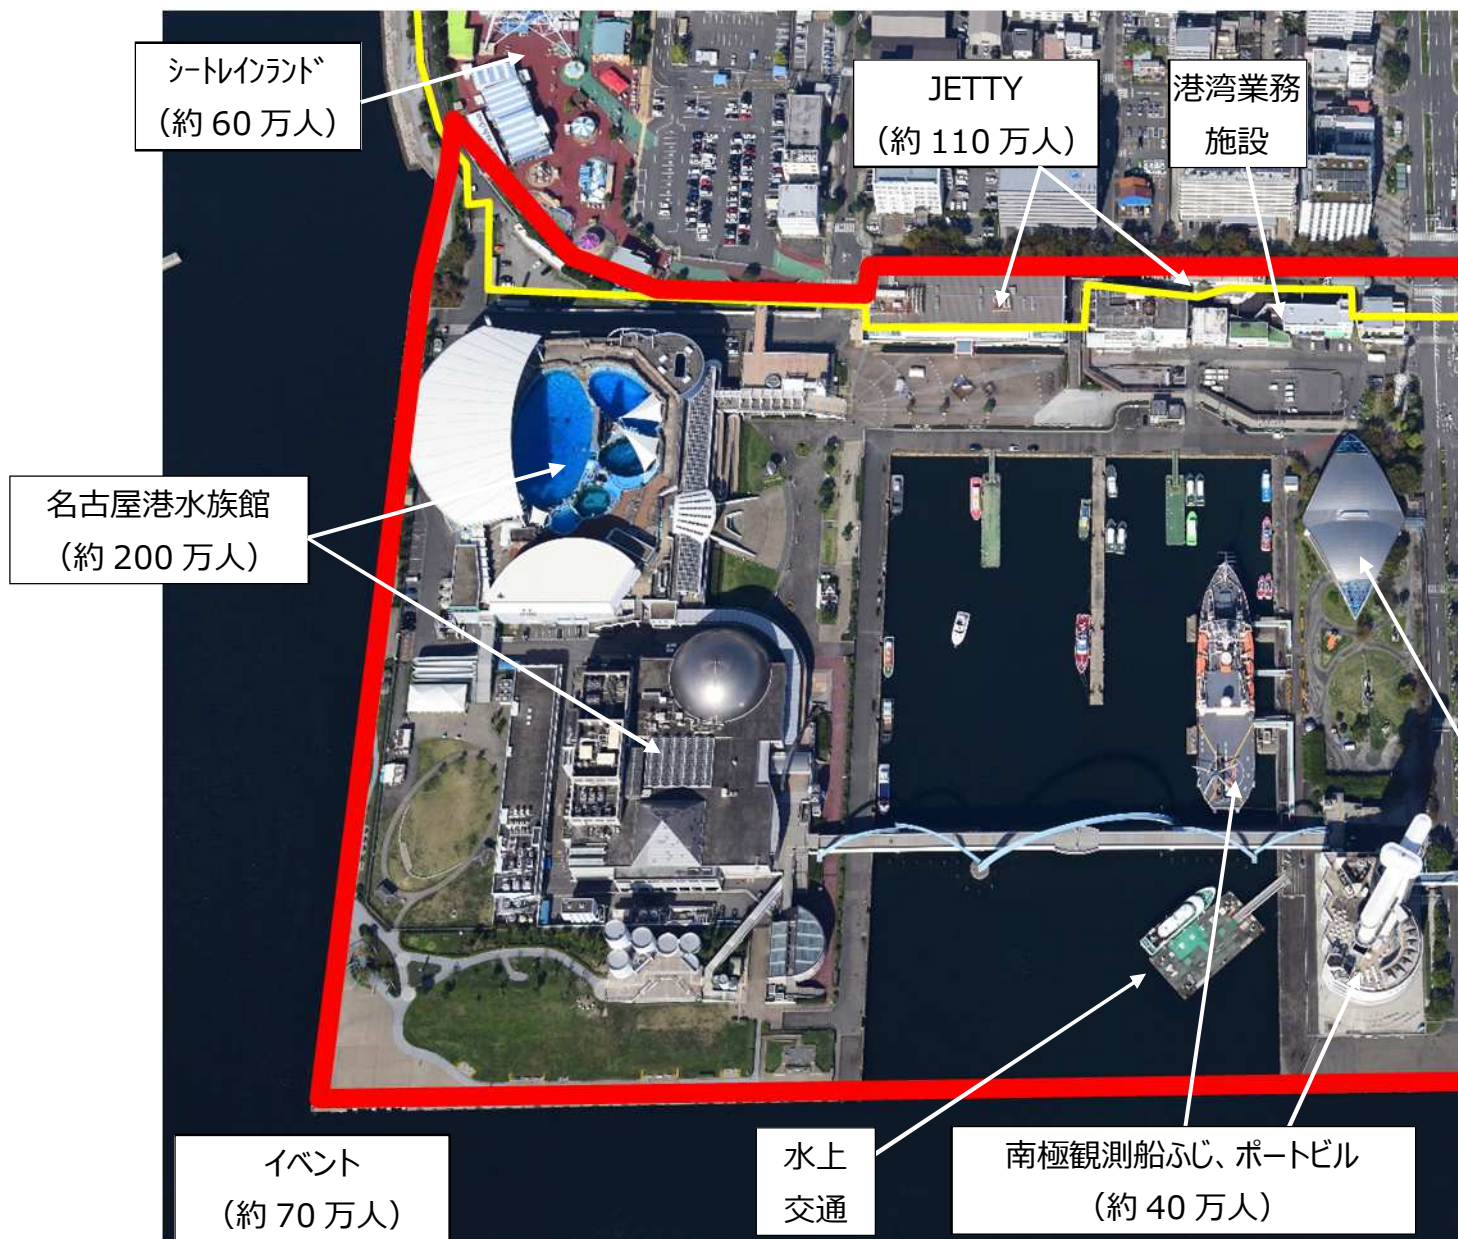 シートレインランド
（約 60 万人）
JETTY
（約 110 万人）
港湾業務
施設
名古屋港水族館
（約 200 万人）
イベント
（約 70 万人）
水上
交通
南極観測船ふじ、ポートビル
（約 40 万人）